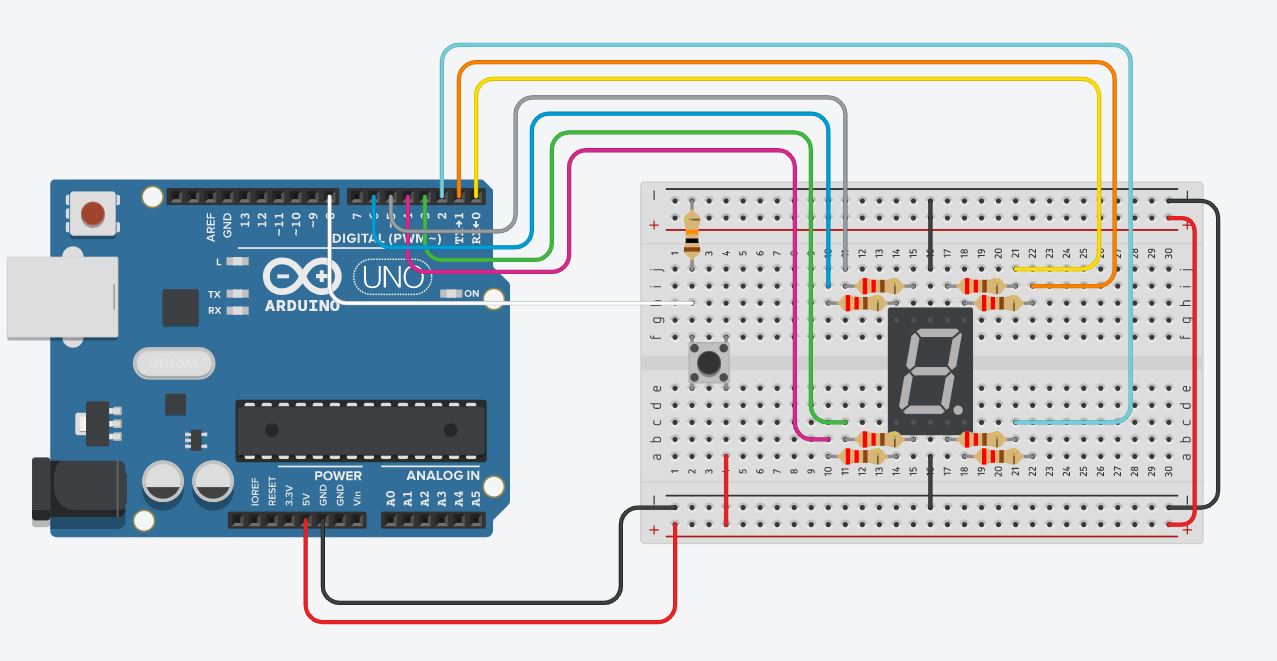 AREF
GND
13
12
~11
~10
~9
8
7
2
TX→1
RX←0
DIGITAL (PWM~)
L
TX
RX
ARDUINO
UNO
ON
SPK16.000G
POWER
ANALOG IN
IOREF
RESET
3.3V
5V
GND
GND
Vin
A0
A1
A2
A3
A4
A5
- -
+ +
1 3 4 5 6 7 8 9 10 11 12 13 14 15 16 17 18 19 20 21 22 23 24 25 26 27 28 29 30
j j
i i
h h
g g
f f
e e
d d
c c
b b
a a
1 2 3 4 5 6 7 8 9 10 11 12 13 14 15 16 17 18 19 20 21 22 23 24 25 26 27 28 29 30
- -
+ +